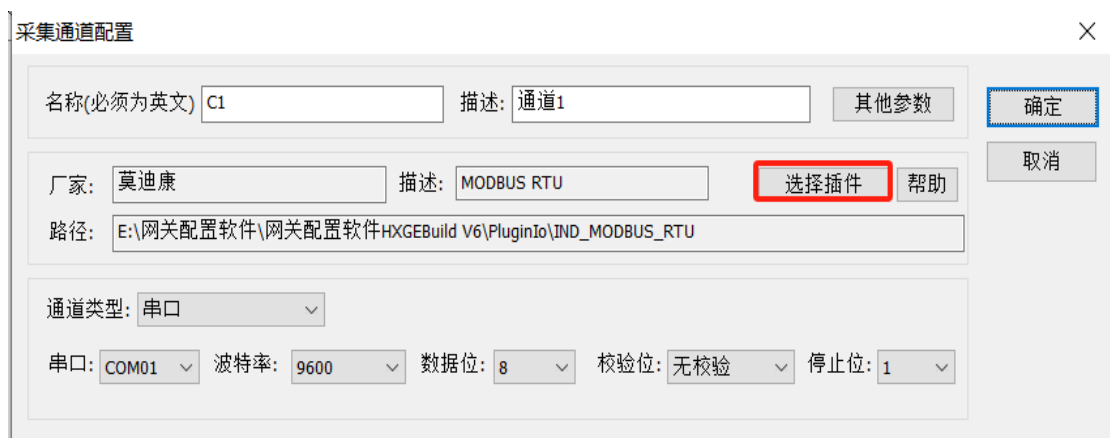 采集通道配置
名称(必须为英文) C1 描述: 通道1 其他参数 确定
取消
厂家: 莫迪康 描述: MODBUS RTU 选择插件 帮助
路径: E:\网关配置软件\网关配置软件HXGEBuild V6\PluginIo\IND_MODBUS_RTU
通道类型: 串口
串口: COM01 波特率: 9600 数据位: 8 校验位: 无校验 停止位: 1